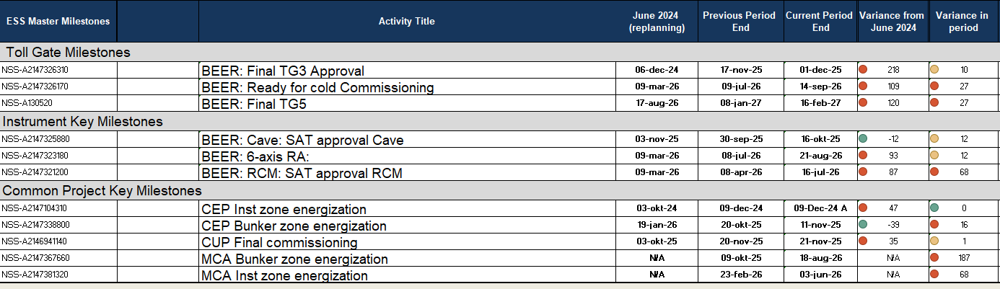 ESS Master Milestones Activity Title June 2024 (replanning) Previous Period End Current Period End Variance from June 2024 Variance in period
Toll Gate Milestones
NSS-A2147326310 BEER: Final TG3 Approval 06-dec-24 17-nov-25 01-dec-25 218 10
NSS-A2147326170 BEER: Ready for cold Commissioning 09-mar-26 09-jul-26 14-sep-26 109 27
NSS-A130520 BEER: Final TG5 17-aug-26 08-jan-27 16-feb-27 120 27
Instrument Key Milestones
NSS-A2147325880 BEER: Cave: SAT approval Cave 03-nov-25 30-sep-25 16-okt-25 -12 12
NSS-A2147323180 BEER: 6-axis RA: 09-mar-26 08-jul-26 21-aug-26 93 12
NSS-A2147321200 BEER: RCM: SAT approval RCM 09-mar-26 08-apr-26 16-jul-26 87 68
Common Project Key Milestones
NSS-A2147104310 CEP Inst zone energization 03-okt-24 09-dec-24 09-Dec-24 A 47 0
NSS-A2147338800 CEP Bunker zone energization 19-jan-26 20-okt-25 11-nov-25 -39 16
NSS-A2146941140 CUP Final commissioning 03-okt-25 20-nov-25 21-nov-25 35 1
NSS-A2147367660 MCA Bunker zone energization N/A 09-okt-25 18-aug-26 N/A 187
NSS-A2147381320 MCA Inst zone energization N/A 23-feb-26 03-jun-26 N/A 68